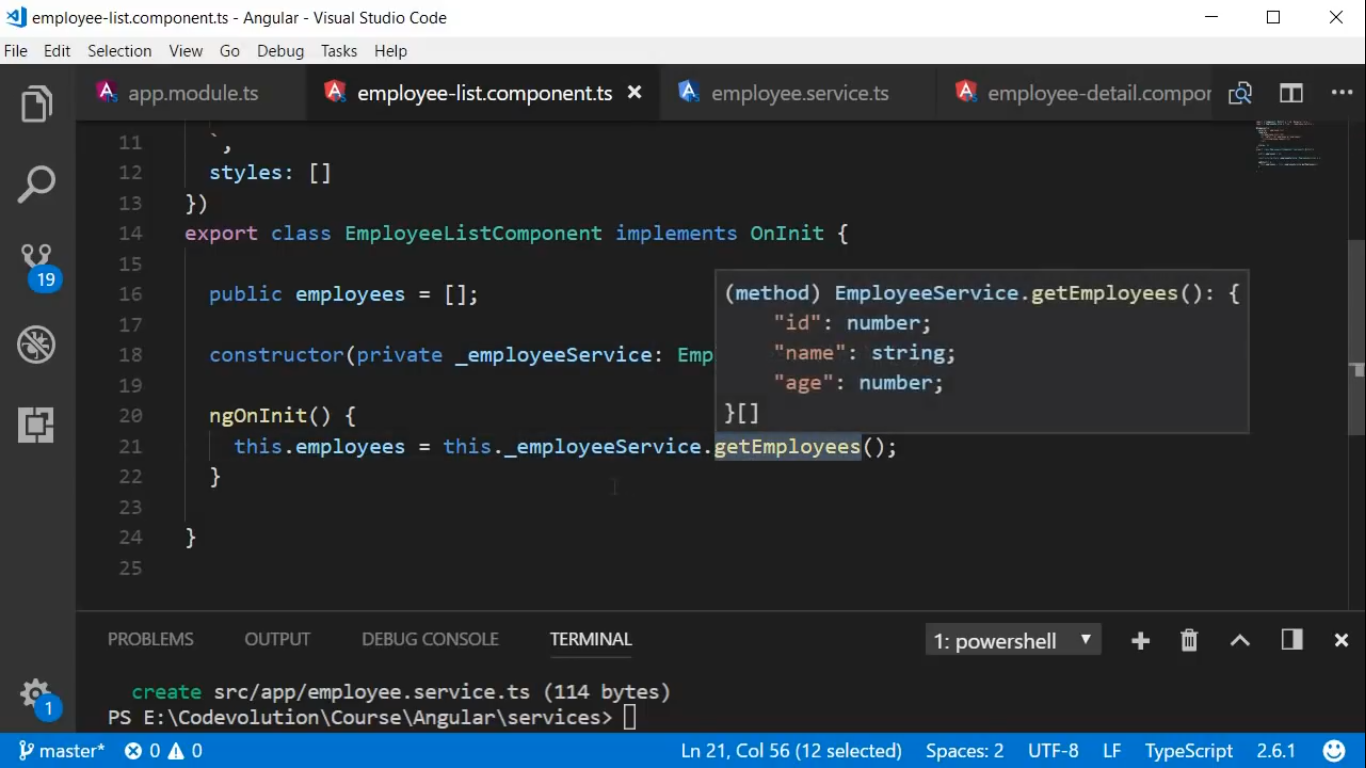 employee-list.component.ts - Angular - Visual Studio Code
File Edit Selection View Go Debug Tasks Help
app.module.ts employee-list.component.ts employee.service.ts employee-detail.compor
11 `,
12 styles: []
13 })
14 export class EmployeeListComponent implements OnInit {
15
16 public employees = [];
17
18 constructor(private _employeeService: Emp
19
20 ngOnInit() {
21 this.employees = this._employeeService.getEmployees();
22 }
23
24 }
25
(method) EmployeeService.getEmployees(): {
"id": number;
"name": string;
"age": number;
}[]
19
1
PROBLEMS OUTPUT DEBUG CONSOLE TERMINAL 1: powershell
create src/app/employee.service.ts (114 bytes)
PS E:\Codevolution\Course\Angular\services>
master* 0 0 Ln 21, Col 56 (12 selected) Spaces: 2 UTF-8 LF TypeScript 2.6.1